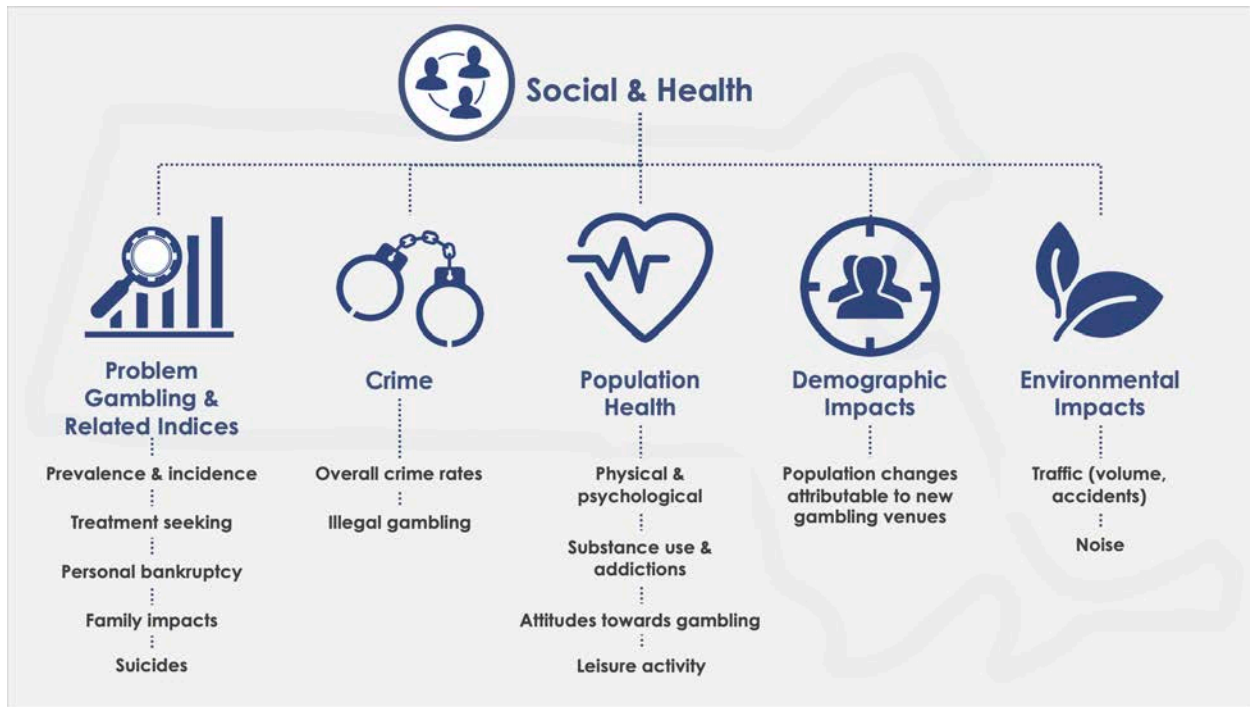 Social & Health
Problem
Gambling &
Related Indices
Prevalence & incidence
Treatment seeking
Personal bankruptcy
Family impacts
Suicides
Crime
Overall crime rates
Illegal gambling
Population
Health
Physical &
psychological
Substance use &
addictions
Attitudes towards gambling
Leisure activity
Demographic
Impacts
Population changes
attributable to new
gambling venues
Environmental
Impacts
Traffic (volume,
accidents)
Noise